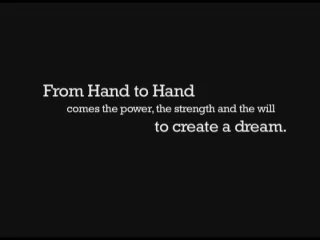 From Hand to Hand
comes the power, the strength and the will
to create a dream.